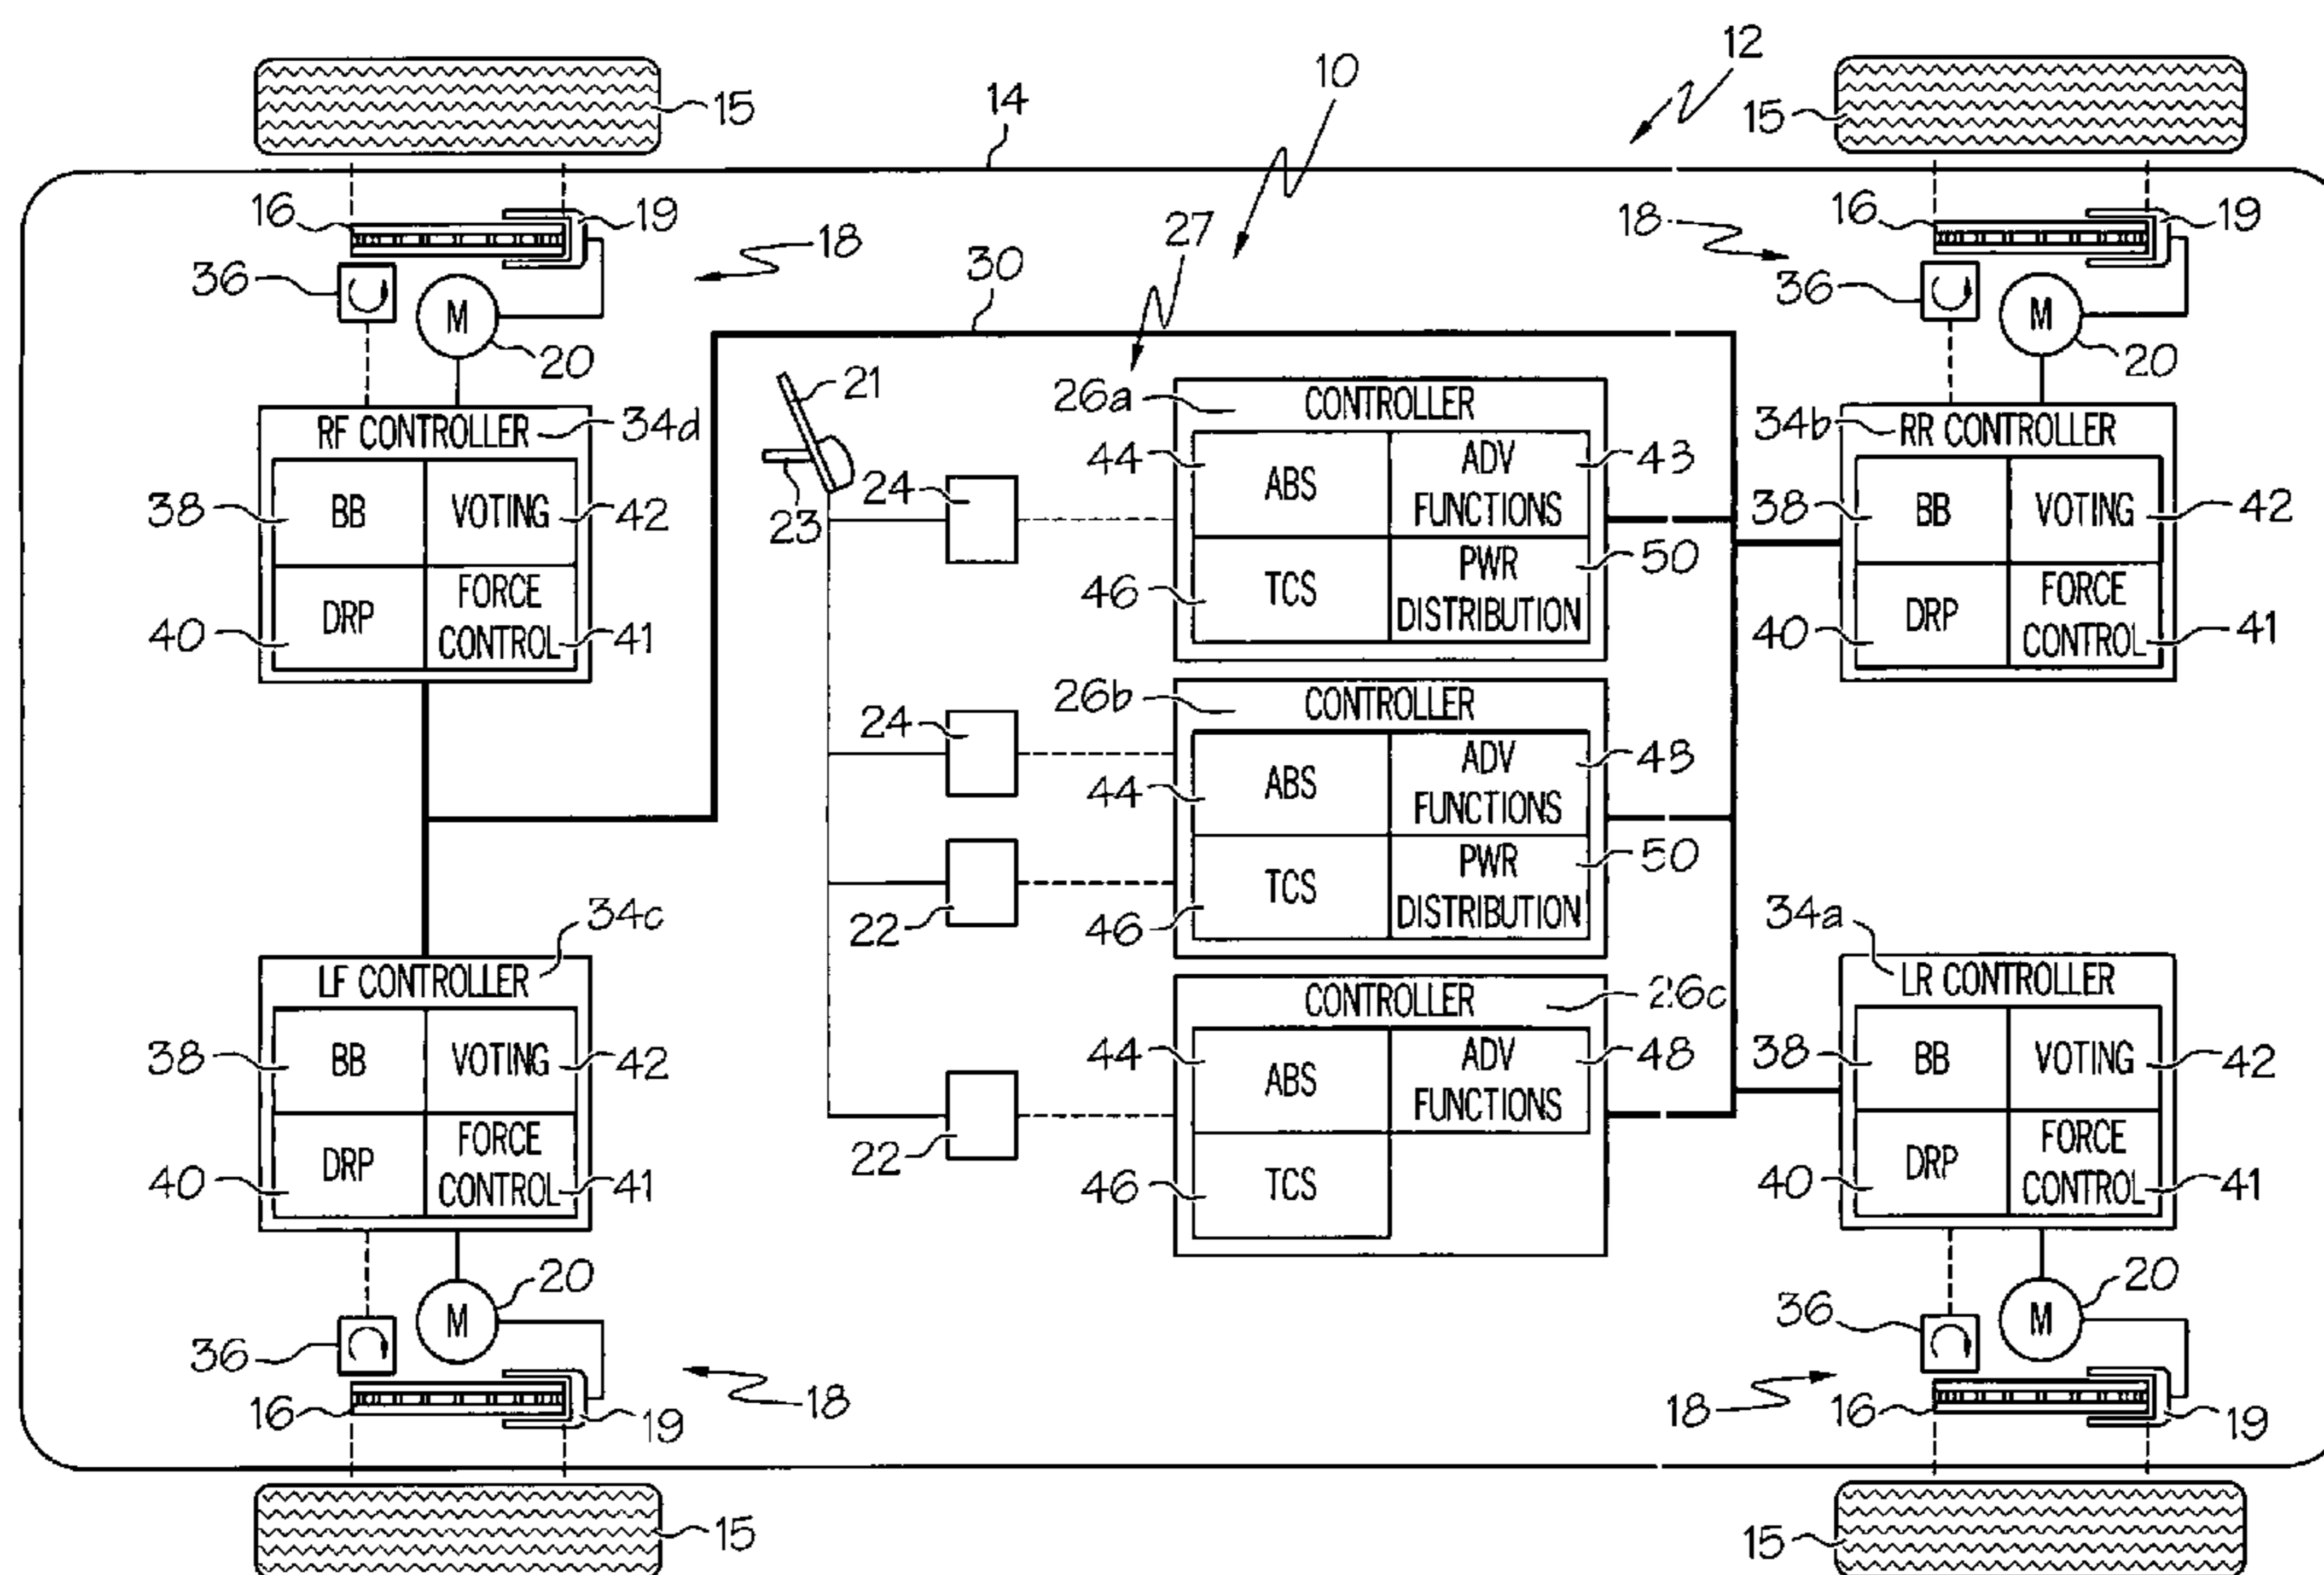 12
14
10
15
15
16
19
18
27
18
16
19
36
M
30
36
M
20
20
21
26a
CONTROLLER
RF CONTROLLER
34d
34b
RR CONTROLLER
44
ABS
ADV
FUNCTIONS
43
23
24
38
BB
VOTING
42
38
BB
VOTING
42
46
TCS
PWR
DISTRIBUTION
50
40
DRP
FORCE
CONTROL
41
40
DRP
FORCE
CONTROL
41
26b
CONTROLLER
24
44
ABS
ADV
FUNCTIONS
48
22
46
TCS
PWR
DISTRIBUTION
50
34c
34a
LF CONTROLLER
CONTROLLER
26c
LR CONTROLLER
38
BB
VOTING
42
44
ABS
ADV
FUNCTIONS
48
38
BB
VOTING
42
22
40
DRP
FORCE
CONTROL
41
46
TCS
40
DRP
FORCE
CONTROL
41
20
20
36
M
36
M
16
19
18
18
16
19
15
15